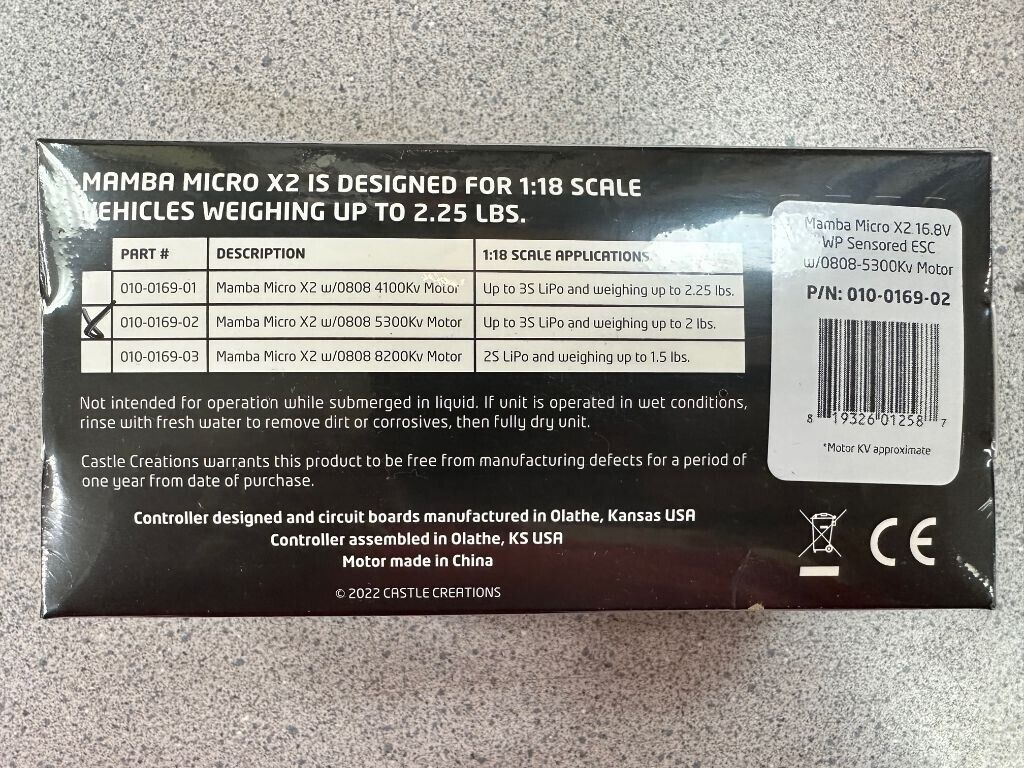 MAMBA MICRO X2 IS DESIGNED FOR 1:18 SCALE
VEHICLES WEIGHING UP TO 2.25 LBS.
PART # DESCRIPTION 1:18 SCALE APPLICATIONS
010-0169-01 Mamba Micro X2 w/0808 4100Kv Motor Up to 3S LiPo and weighing up to 2.25 lbs.
010-0169-02 Mamba Micro X2 w/0808 5300Kv Motor Up to 3S LiPo and weighing up to 2 lbs.
010-0169-03 Mamba Micro X2 w/0808 8200Kv Motor 2S LiPo and weighing up to 1.5 lbs.
Not intended for operation while submerged in liquid. If unit is operated in wet conditions,
rinse with fresh water to remove dirt or corrosives, then fully dry unit.
Castle Creations warrants this product to be free from manufacturing defects for a period of
one year from date of purchase.
Controller designed and circuit boards manufactured in Olathe, Kansas USA
Controller assembled in Olathe, KS USA
Motor made in China
© 2022 CASTLE CREATIONS
Mamba Micro X2 16.8V
WP Sensored ESC
w/0808-5300Kv Motor
P/N: 010-0169-02
8 19326 01258 7
*Motor KV approximate
CE